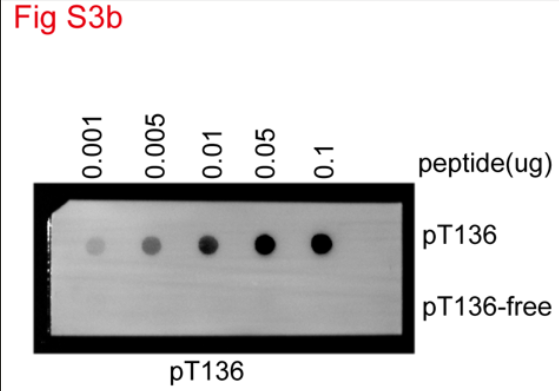 Fig S3b
0.001 0.005 0.01 0.05 0.1
peptide(ug)
pT136
pT136-free
pT136